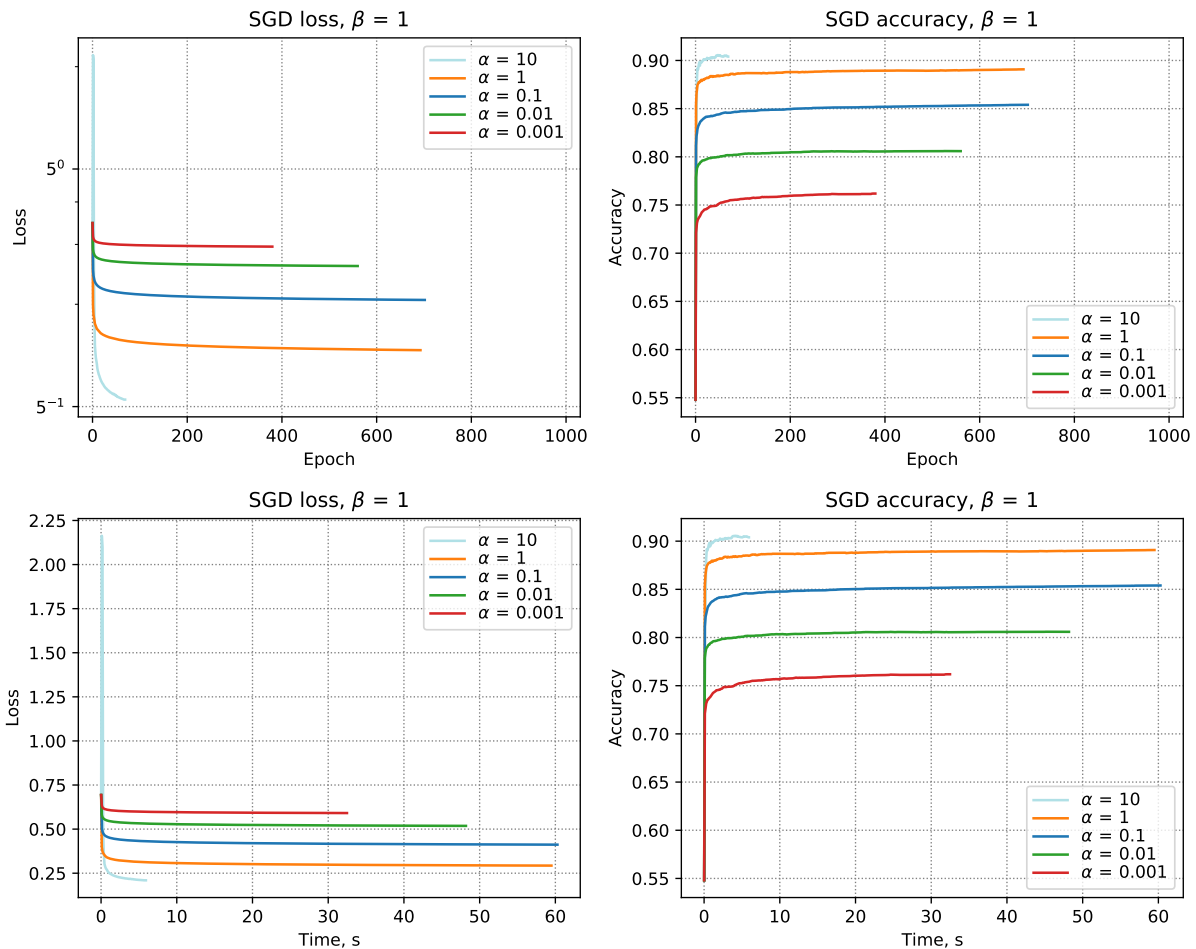 SGD loss, β = 1
Loss
5⁰
5⁻¹
0 200 400 600 800 1000
Epoch
α = 10
α = 1
α = 0.1
α = 0.01
α = 0.001
SGD accuracy, β = 1
Accuracy
0.90
0.85
0.80
0.75
0.70
0.65
0.60
0.55
0 200 400 600 800 1000
Epoch
α = 10
α = 1
α = 0.1
α = 0.01
α = 0.001
SGD loss, β = 1
Loss
2.25
2.00
1.75
1.50
1.25
1.00
0.75
0.50
0.25
0 10 20 30 40 50 60
Time, s
α = 10
α = 1
α = 0.1
α = 0.01
α = 0.001
SGD accuracy, β = 1
Accuracy
0.90
0.85
0.80
0.75
0.70
0.65
0.60
0.55
0 10 20 30 40 50 60
Time, s
α = 10
α = 1
α = 0.1
α = 0.01
α = 0.001